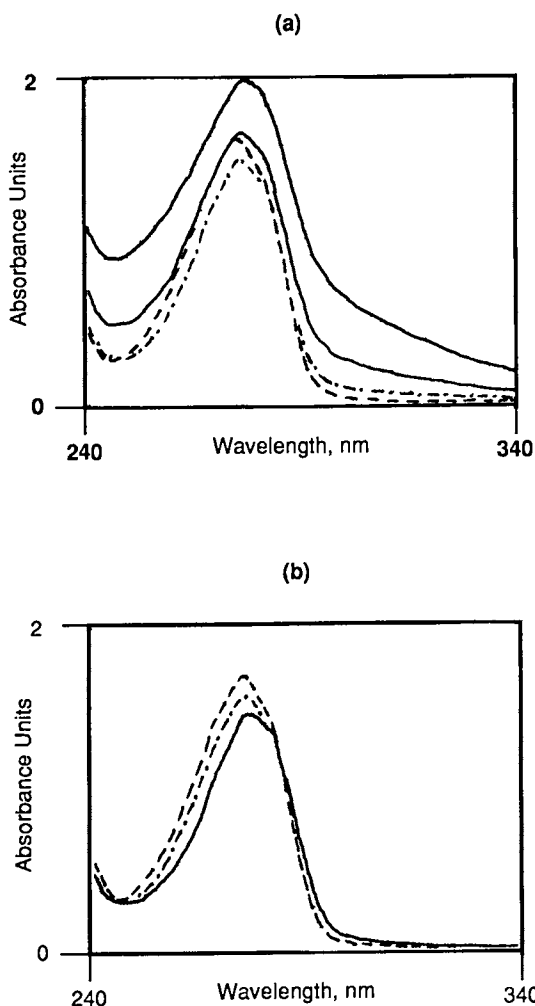 (a)
2
Absorbance Units
0
240
Wavelength, nm
340
(b)
2
Absorbance Units
0
240
Wavelength, nm
340